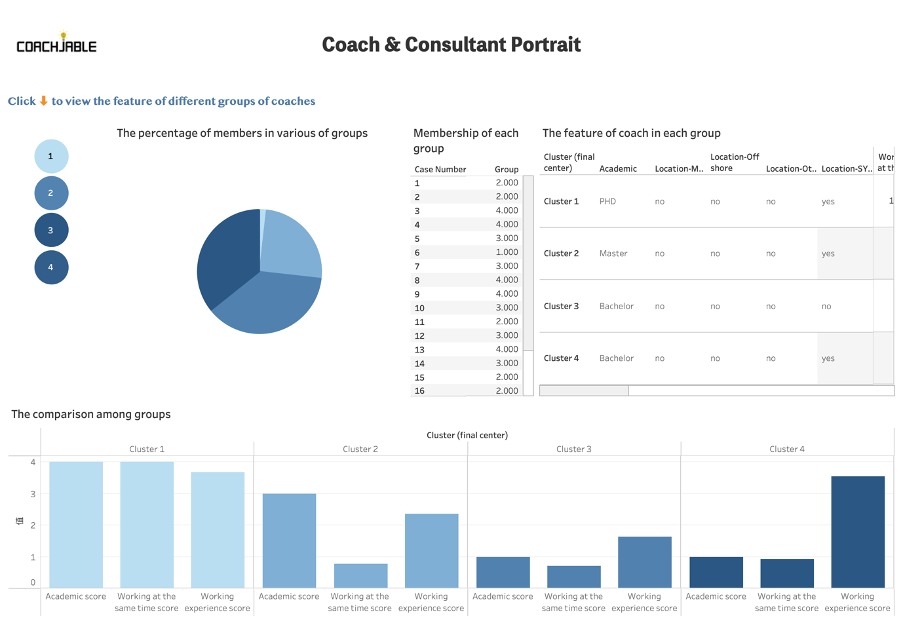 COACHJABLE
Coach & Consultant Portrait
Click to view the feature of different groups of coaches
1
2
3
4
The percentage of members in various of groups
Membership of each
group
Case Number Group
1 2.000
2 2.000
3 4.000
4 4.000
5 3.000
6 1.000
7 3.000
8 4.000
9 4.000
10 3.000
11 2.000
12 3.000
13 4.000
14 3.000
15 2.000
16 2.000
The feature of coach in each group
Cluster (final
center) Academic Location-M.. Location-Off
shore Location-Ot.. Location-SY.. Wor
at th
Cluster 1 PHD no no no yes 1
Cluster 2 Master no no no yes
Cluster 3 Bachelor no no no no
Cluster 4 Bachelor no no no yes
The comparison among groups
Cluster (final center)
Cluster 1 Cluster 2 Cluster 3 Cluster 4
值
4
3
2
1
0
Academic score Working at the
same time score Working
experience score
Academic score Working at the
same time score Working
experience score
Academic score Working at the
same time score Working
experience score
Academic score Working at the
same time score Working
experience score